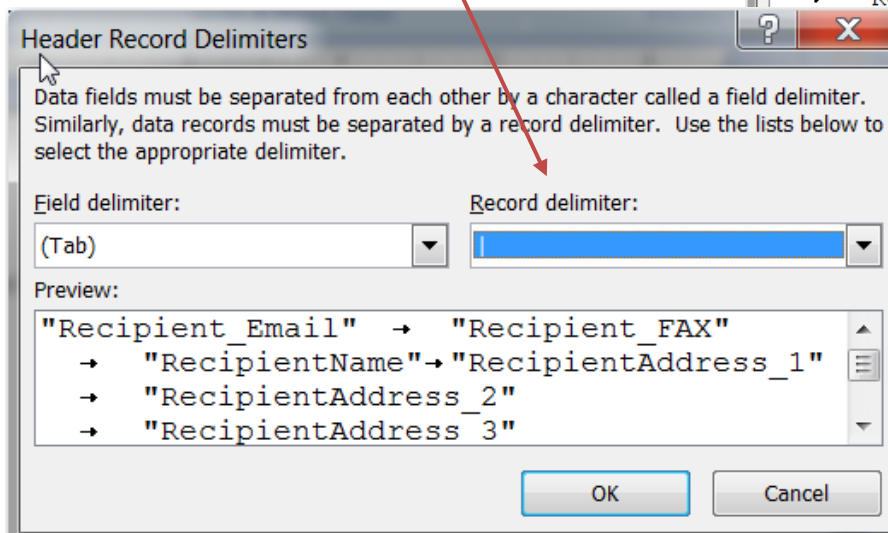 Header Record Delimiters
Data fields must be separated from each other by a character called a field delimiter.
Similarly, data records must be separated by a record delimiter.  Use the lists below to
select the appropriate delimiter.
Field delimiter:
Record delimiter:
(Tab)
|
Preview:
"Recipient_Email" → "Recipient_FAX"
→ "RecipientName"→"RecipientAddress_1"
→ "RecipientAddress_2"
→ "RecipientAddress_3"
OK
Cancel